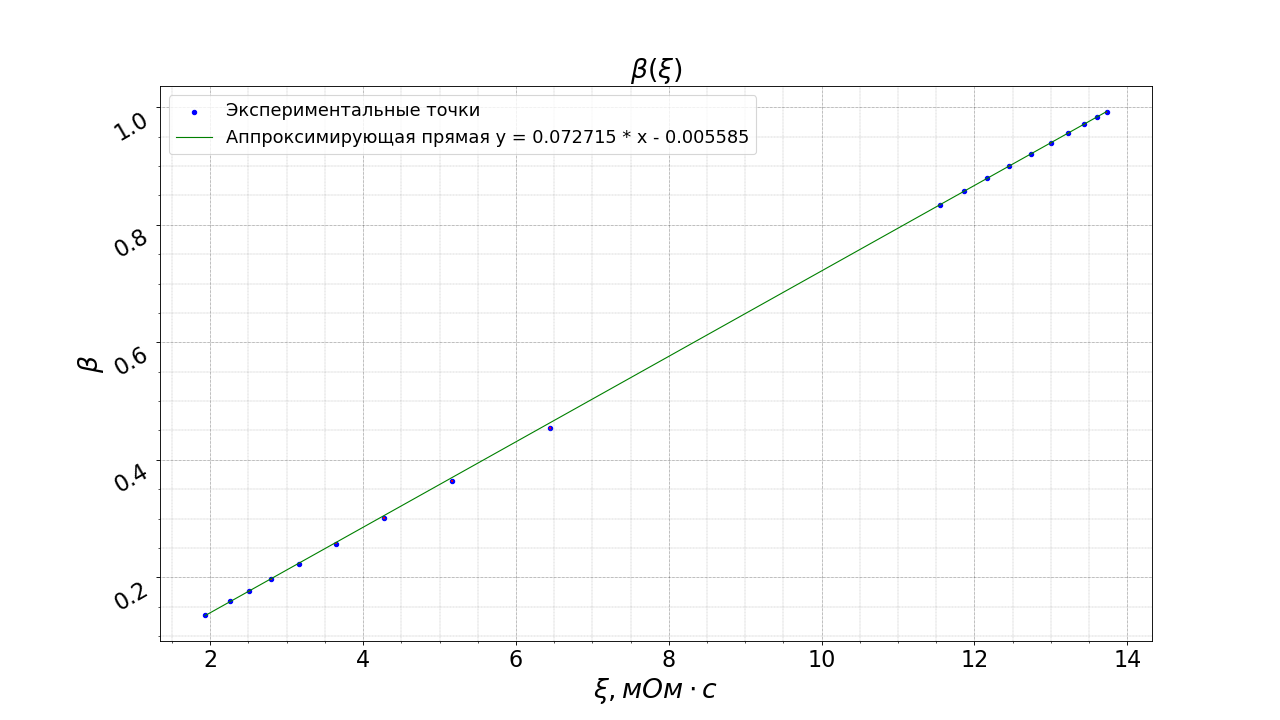 β(ξ)
Экспериментальные точки
Аппроксимирующая прямая y = 0.072715 * x - 0.005585
1.0
0.8
0.6
0.4
0.2
β
2 4 6 8 10 12 14
ξ, мОм · с